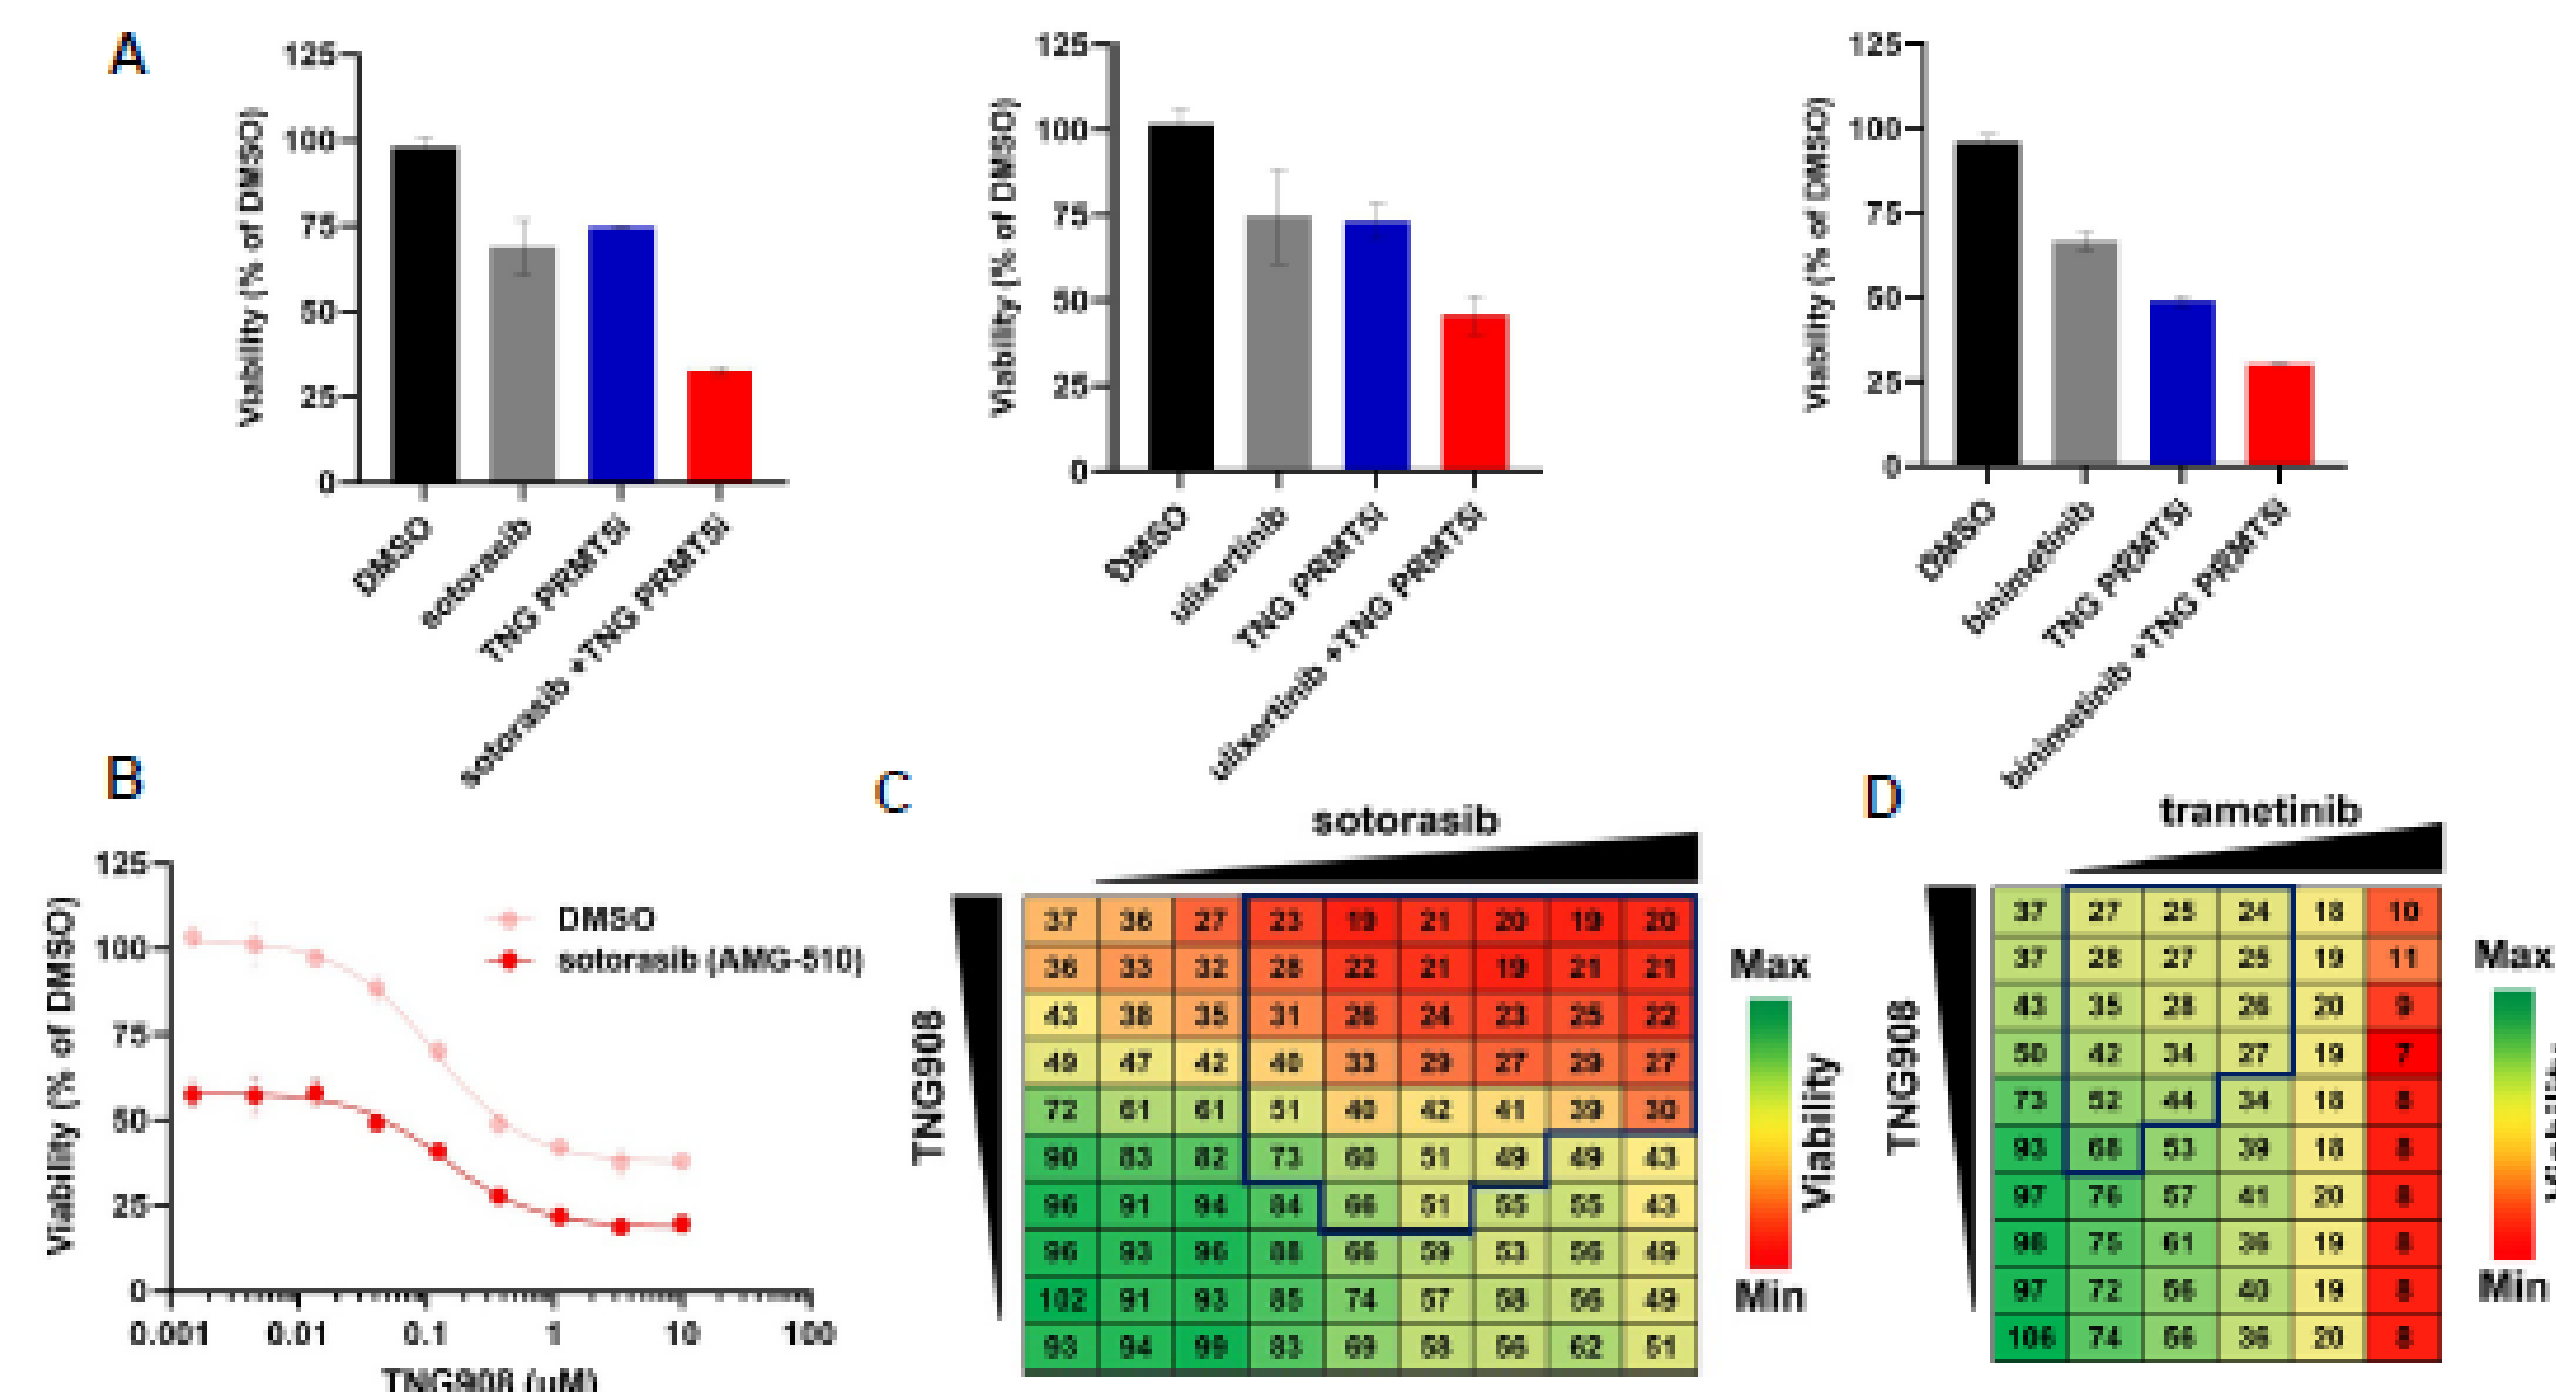 A
125
100
75
50
25
0
Viability (% of DMSO)
DMSO
sotorasib
TNG PRMT5i
sotorasib +TNG PRMT5i
125
100
75
50
25
0
Viability (% of DMSO)
DMSO
ulixertinib
TNG PRMT5i
ulixertinib +TNG PRMT5i
125
100
75
50
25
0
Viability (% of DMSO)
DMSO
binimetinib
TNG PRMT5i
binimetinib +TNG PRMT5i
B
125
100
75
50
25
0
Viability (% of DMSO)
DMSO
sotorasib (AMG-510)
0.001 0.01 0.1 1 10 100
TNG908 (uM)
C
sotorasib
TNG908
37 36 27 23 19 21 20 19 20
36 33 32 28 22 21 19 21 21
43 38 35 31 26 24 23 25 22
49 47 42 40 33 29 27 29 27
72 61 61 51 40 42 41 39 30
90 83 82 73 60 51 49 49 43
96 91 94 84 66 51 55 55 43
96 93 96 88 66 59 53 56 49
102 91 93 85 74 57 58 56 49
93 94 99 83 69 58 56 62 51
Max
Viability
Min
D
trametinib
TNG908
37 27 25 24 18 10
37 28 27 25 19 11
43 35 28 26 20 9
50 42 34 27 19 7
73 52 44 34 18 8
93 68 53 39 18 8
97 76 57 41 20 8
98 75 61 36 19 8
97 72 56 40 19 8
106 74 56 36 20 8
Max
Min